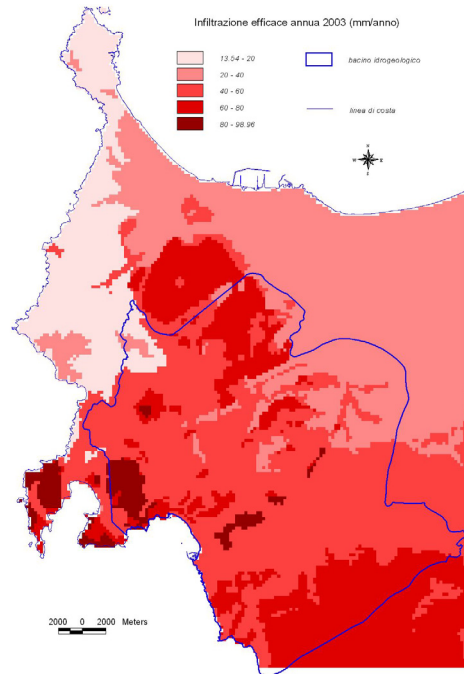 Infiltrazione efficace annua 2003 (mm/anno)
13.54 - 20
bacino idrogeologico
20 - 40
40 - 60
60 - 80
linea di costa
80 - 98.96
N
W E
S
2000 0 2000 Meters